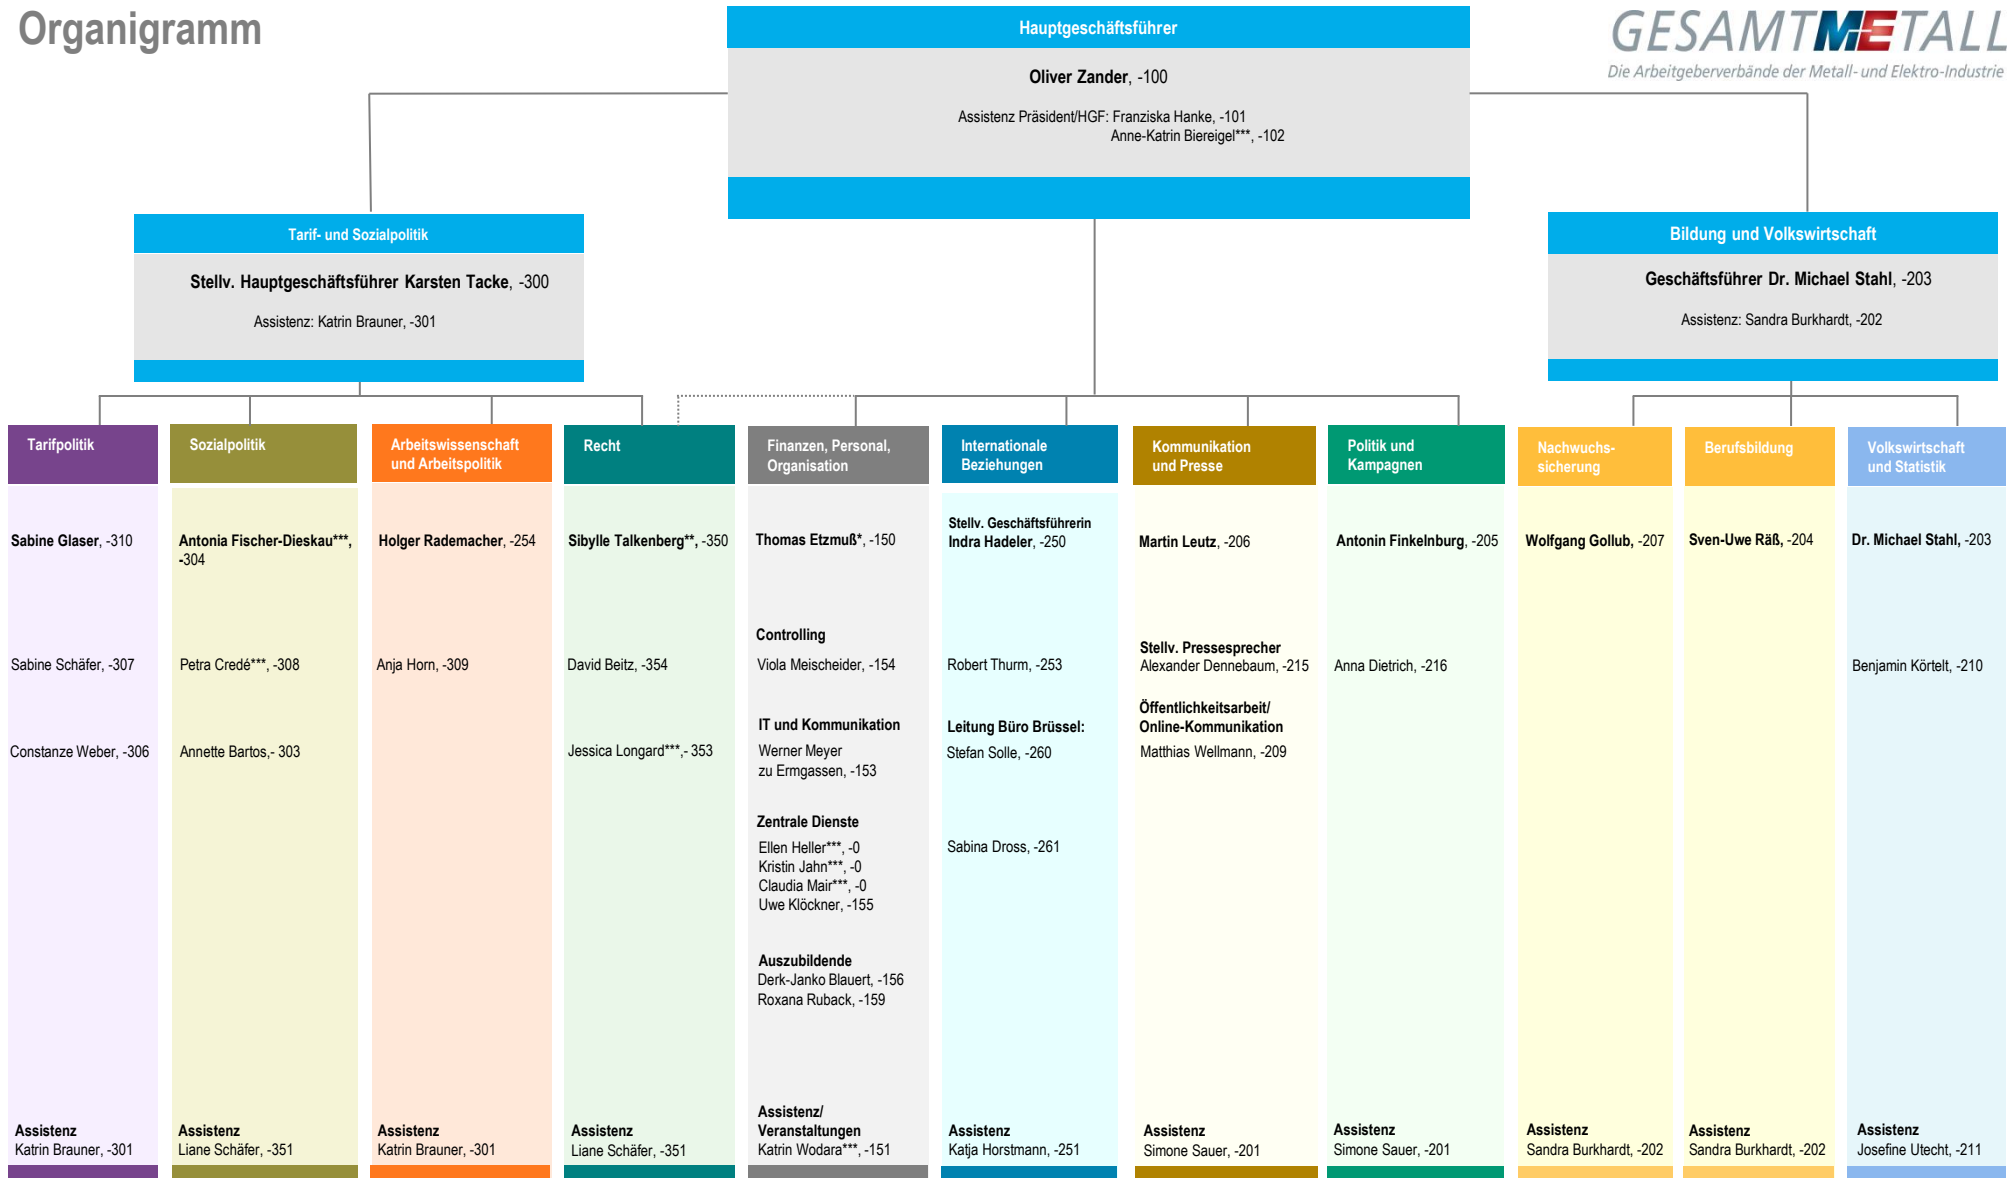 Organigramm
GESAMTMETALL
Die Arbeitgeberverbände der Metall- und Elektro-Industrie
Hauptgeschäftsführer
Oliver Zander, -100
Assistenz Präsident/HGF: Franziska Hanke, -101
Anne-Katrin Biereigel***, -102
Tarif- und Sozialpolitik
Stellv. Hauptgeschäftsführer Karsten Tacke, -300
Assistenz: Katrin Brauner, -301
Bildung und Volkswirtschaft
Geschäftsführer Dr. Michael Stahl, -203
Assistenz: Sandra Burkhardt, -202
Tarifpolitik
Sabine Glaser, -310
Sabine Schäfer, -307
Constanze Weber, -306
Assistenz
Katrin Brauner, -301
Sozialpolitik
Antonia Fischer-Dieskau***,
-304
Petra Credé***, -308
Annette Bartos,- 303
Assistenz
Liane Schäfer, -351
Arbeitswissenschaft
und Arbeitspolitik
Holger Rademacher, -254
Anja Horn, -309
Assistenz
Katrin Brauner, -301
Recht
Sibylle Talkenberg**, -350
David Beitz, -354
Jessica Longard***,- 353
Assistenz
Liane Schäfer, -351
Finanzen, Personal,
Organisation
Thomas Etzmuß*, -150
Controlling
Viola Meischeider, -154
IT und Kommunikation
Werner Meyer
zu Ermgassen, -153
Zentrale Dienste
Ellen Heller***, -0
Kristin Jahn***, -0
Claudia Mair***, -0
Uwe Klöckner, -155
Auszubildende
Derk-Janko Blauert, -156
Roxana Ruback, -159
Assistenz/
Veranstaltungen
Katrin Wodara***, -151
Internationale
Beziehungen
Stellv. Geschäftsführerin
Indra Hadeler, -250
Robert Thurm, -253
Leitung Büro Brüssel:
Stefan Solle, -260
Sabina Dross, -261
Assistenz
Katja Horstmann, -251
Kommunikation
und Presse
Martin Leutz, -206
Stellv. Pressesprecher
Alexander Dennebaum, -215
Öffentlichkeitsarbeit/
Online-Kommunikation
Matthias Wellmann, -209
Assistenz
Simone Sauer, -201
Politik und
Kampagnen
Antonin Finkelnburg, -205
Anna Dietrich, -216
Assistenz
Simone Sauer, -201
Nachwuchs-
sicherung
Wolfgang Gollub, -207
Assistenz
Sandra Burkhardt, -202
Berufsbildung
Sven-Uwe Räß, -204
Assistenz
Sandra Burkhardt, -202
Volkswirtschaft
und Statistik
Dr. Michael Stahl, -203
Benjamin Körtelt, -210
Assistenz
Josefine Utecht, -211